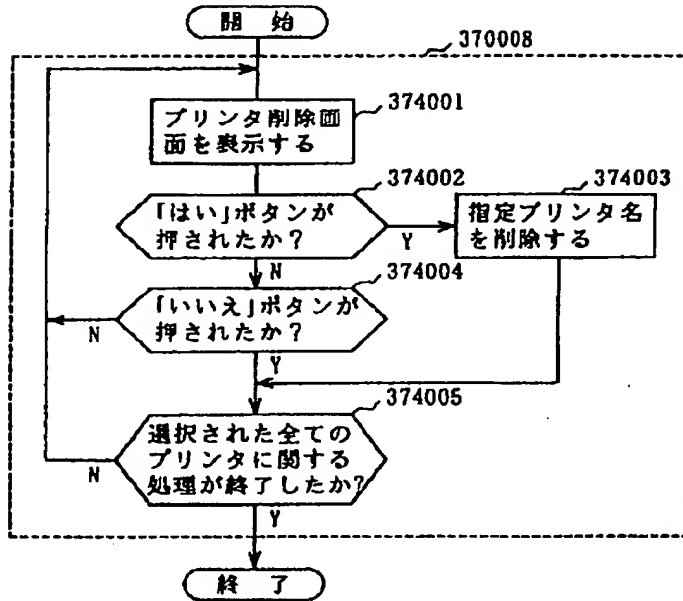 開 始
370008
374001
プリンタ削除画
面を表示する
374002
「はい」ボタンが
押されたか?
Y
374003
指定プリンタ名
を削除する
N
374004
「いいえ」ボタンが
押されたか?
N
Y
374005
選択された全ての
プリンタに関する
処理が終了したか?
N
Y
終 了